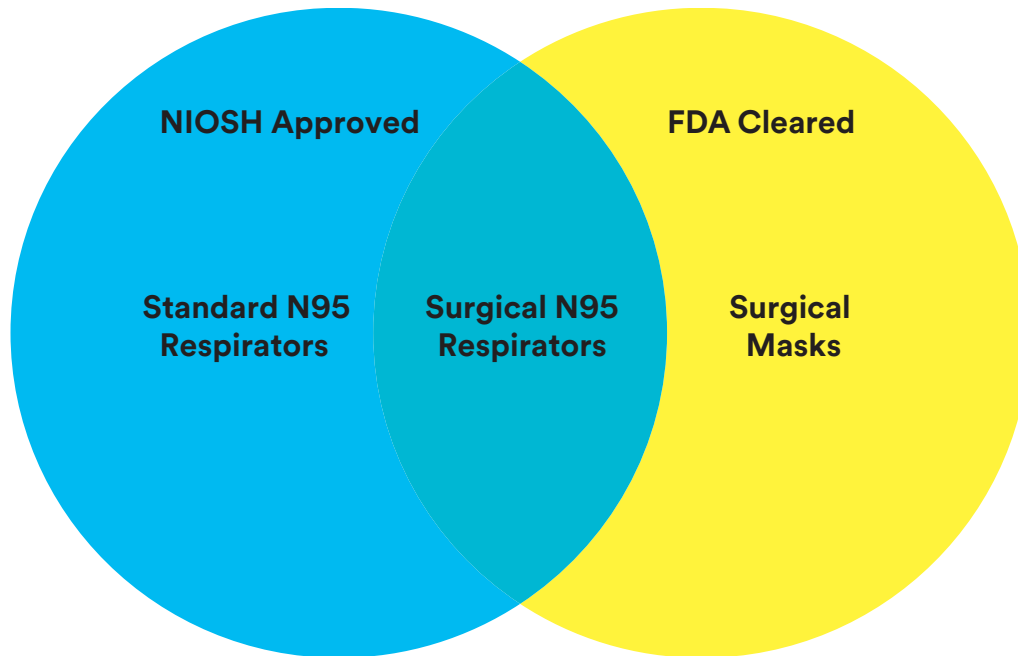 NIOSH Approved
FDA Cleared
Standard N95
Respirators
Surgical N95
Respirators
Surgical
Masks